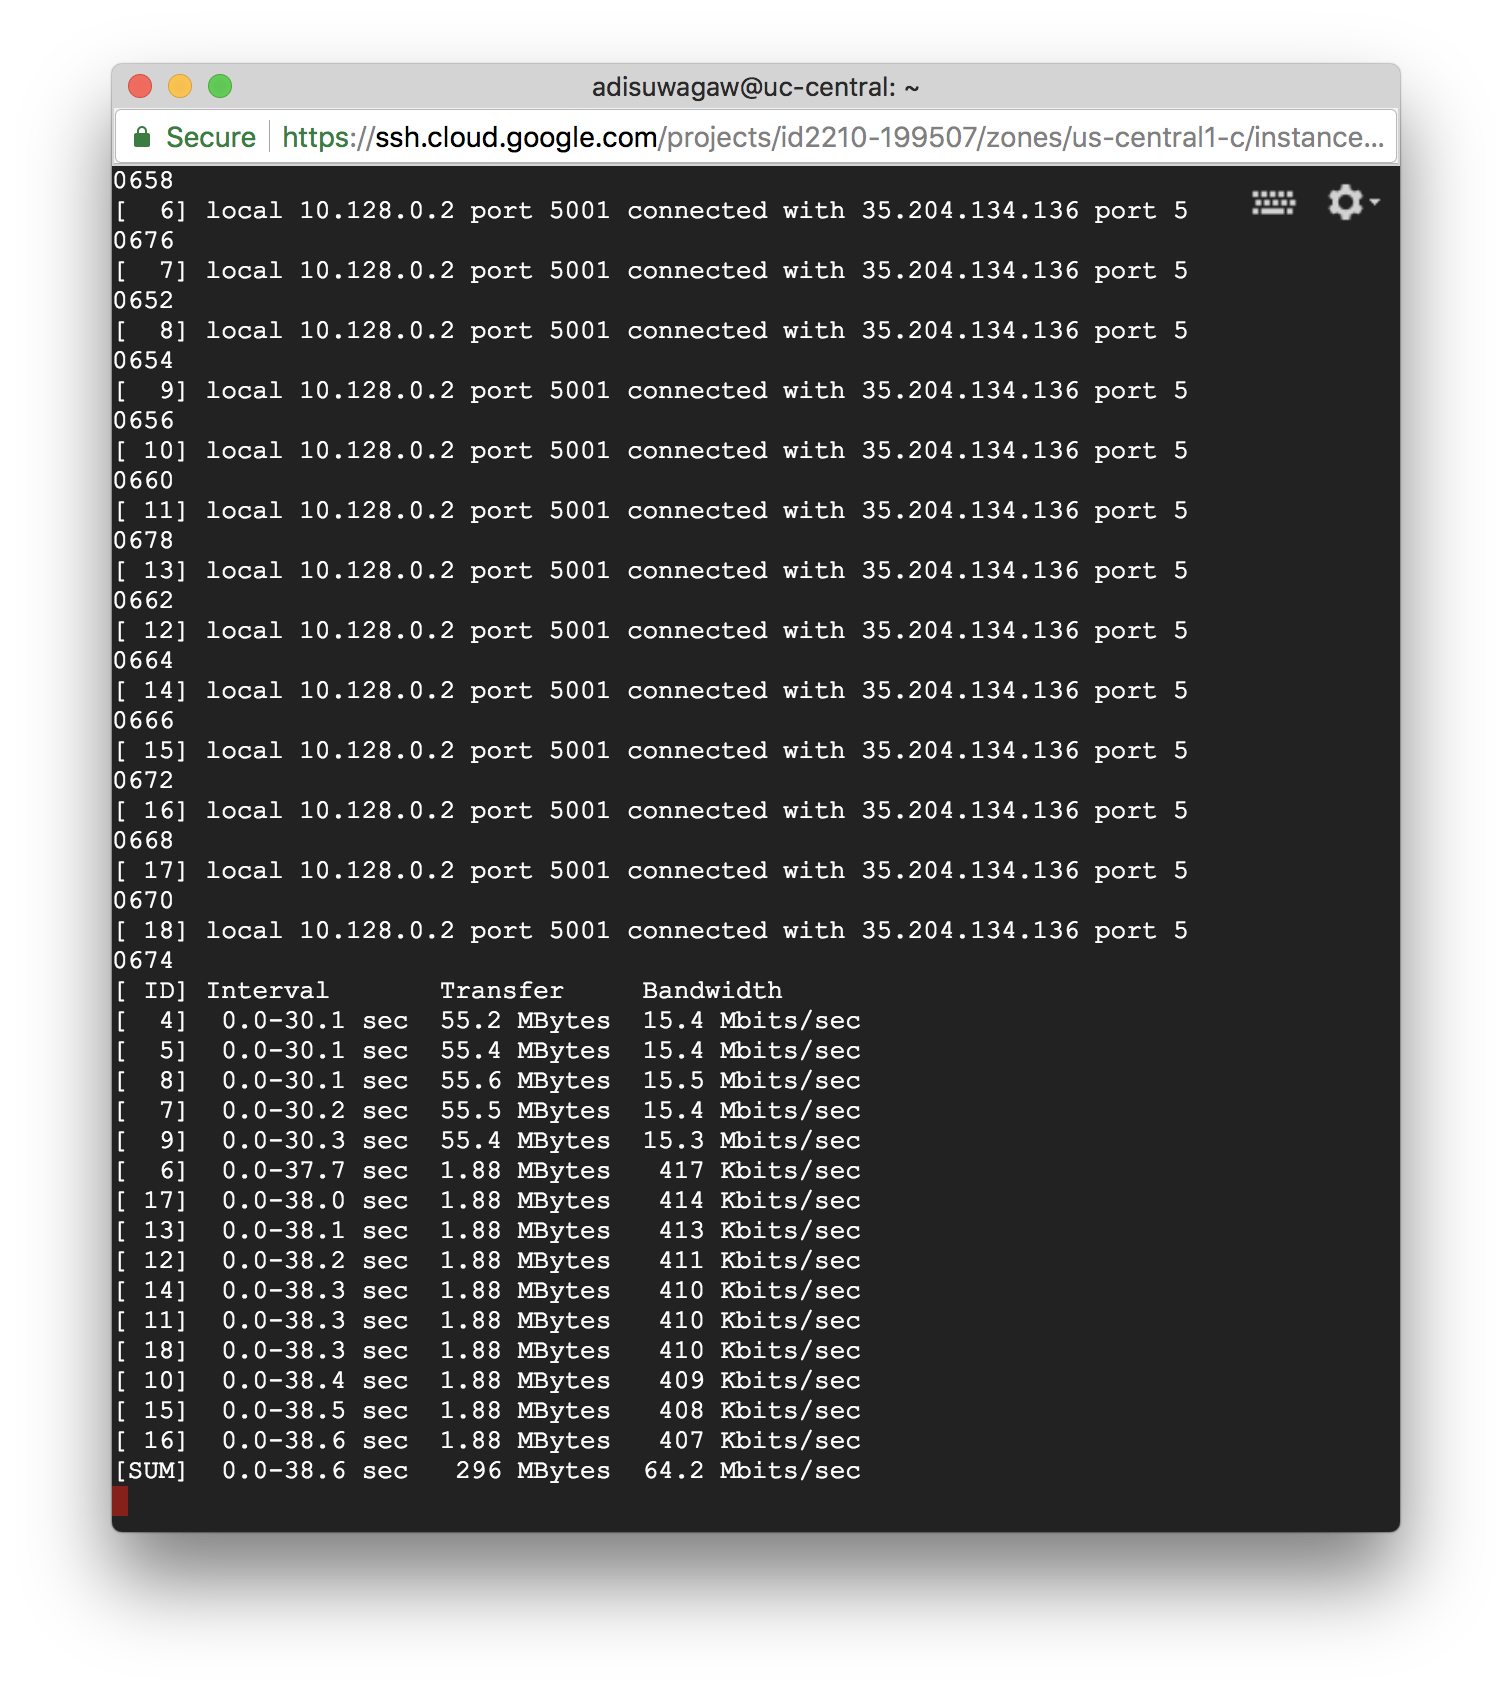 adisuwagaw@uc-central: ~
Secure https://ssh.cloud.google.com/projects/id2210-199507/zones/us-central1-c/instance...
0658
[  6] local 10.128.0.2 port 5001 connected with 35.204.134.136 port 5
0676
[  7] local 10.128.0.2 port 5001 connected with 35.204.134.136 port 5
0652
[  8] local 10.128.0.2 port 5001 connected with 35.204.134.136 port 5
0654
[  9] local 10.128.0.2 port 5001 connected with 35.204.134.136 port 5
0656
[ 10] local 10.128.0.2 port 5001 connected with 35.204.134.136 port 5
0660
[ 11] local 10.128.0.2 port 5001 connected with 35.204.134.136 port 5
0678
[ 13] local 10.128.0.2 port 5001 connected with 35.204.134.136 port 5
0662
[ 12] local 10.128.0.2 port 5001 connected with 35.204.134.136 port 5
0664
[ 14] local 10.128.0.2 port 5001 connected with 35.204.134.136 port 5
0666
[ 15] local 10.128.0.2 port 5001 connected with 35.204.134.136 port 5
0672
[ 16] local 10.128.0.2 port 5001 connected with 35.204.134.136 port 5
0668
[ 17] local 10.128.0.2 port 5001 connected with 35.204.134.136 port 5
0670
[ 18] local 10.128.0.2 port 5001 connected with 35.204.134.136 port 5
0674
[ ID] Interval       Transfer     Bandwidth
[  4]  0.0-30.1 sec  55.2 MBytes  15.4 Mbits/sec
[  5]  0.0-30.1 sec  55.4 MBytes  15.4 Mbits/sec
[  8]  0.0-30.1 sec  55.6 MBytes  15.5 Mbits/sec
[  7]  0.0-30.2 sec  55.5 MBytes  15.4 Mbits/sec
[  9]  0.0-30.3 sec  55.4 MBytes  15.3 Mbits/sec
[  6]  0.0-37.7 sec  1.88 MBytes   417 Kbits/sec
[ 17]  0.0-38.0 sec  1.88 MBytes   414 Kbits/sec
[ 13]  0.0-38.1 sec  1.88 MBytes   413 Kbits/sec
[ 12]  0.0-38.2 sec  1.88 MBytes   411 Kbits/sec
[ 14]  0.0-38.3 sec  1.88 MBytes   410 Kbits/sec
[ 11]  0.0-38.3 sec  1.88 MBytes   410 Kbits/sec
[ 18]  0.0-38.3 sec  1.88 MBytes   410 Kbits/sec
[ 10]  0.0-38.4 sec  1.88 MBytes   409 Kbits/sec
[ 15]  0.0-38.5 sec  1.88 MBytes   408 Kbits/sec
[ 16]  0.0-38.6 sec  1.88 MBytes   407 Kbits/sec
[SUM]  0.0-38.6 sec   296 MBytes  64.2 Mbits/sec